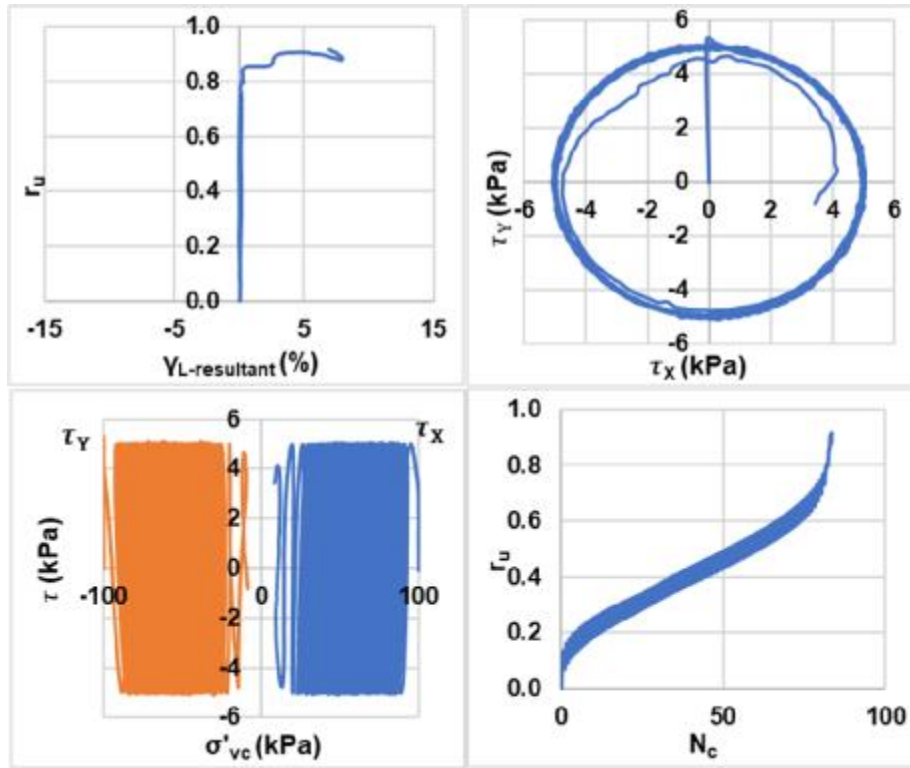 1.0
0.8
0.6
r_u
0.4
0.2
0.0
-15 -5 5 15
γ_L-resultant (%)
6
4
2
0
-6 -4 -2 0 2 4 6
-2
-4
-6
τ_Y (kPa)
τ_X (kPa)
6
τ_Y τ_X
4
2
τ (kPa)
0
-100 0 100
-2
-4
-6
σ'_vc (kPa)
1.0
0.8
0.6
r_u
0.4
0.2
0.0
0 50 100
N_c